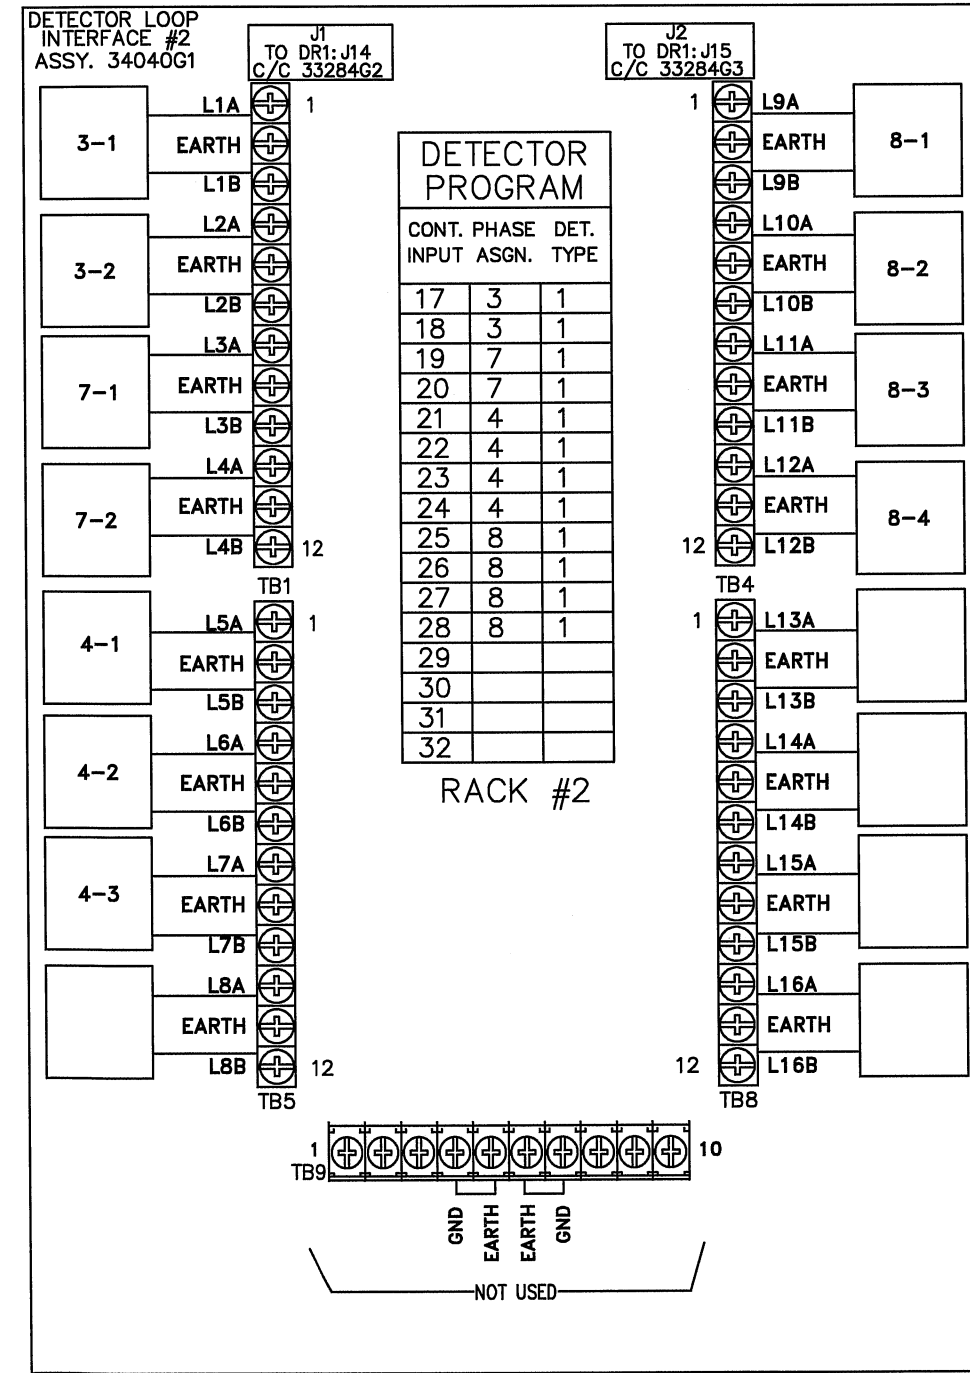 DETECTOR LOOP
INTERFACE #2
ASSY. 34040G1
J1
TO DR1:J14
C/C 33284G2
J2
TO DR1:J15
C/C 33284G3
3-1
L1A
EARTH
L1B
1
3-2
L2A
EARTH
L2B
7-1
L3A
EARTH
L3B
7-2
L4A
EARTH
L4B
12
TB1
4-1
L5A
EARTH
L5B
1
4-2
L6A
EARTH
L6B
4-3
L7A
EARTH
L7B
L8A
EARTH
L8B
12
TB5
DETECTOR
PROGRAM
CONT. PHASE DET.
INPUT ASGN. TYPE
17 3 1
18 3 1
19 7 1
20 7 1
21 4 1
22 4 1
23 4 1
24 4 1
25 8 1
26 8 1
27 8 1
28 8 1
29
30
31
32
RACK #2
1
L9A
EARTH
L9B
8-1
L10A
EARTH
L10B
8-2
L11A
EARTH
L11B
8-3
L12A
EARTH
L12B
8-4
12
TB4
1
L13A
EARTH
L13B
L14A
EARTH
L14B
L15A
EARTH
L15B
L16A
EARTH
L16B
12
TB8
1
TB9
10
GND
EARTH
EARTH
GND
NOT USED